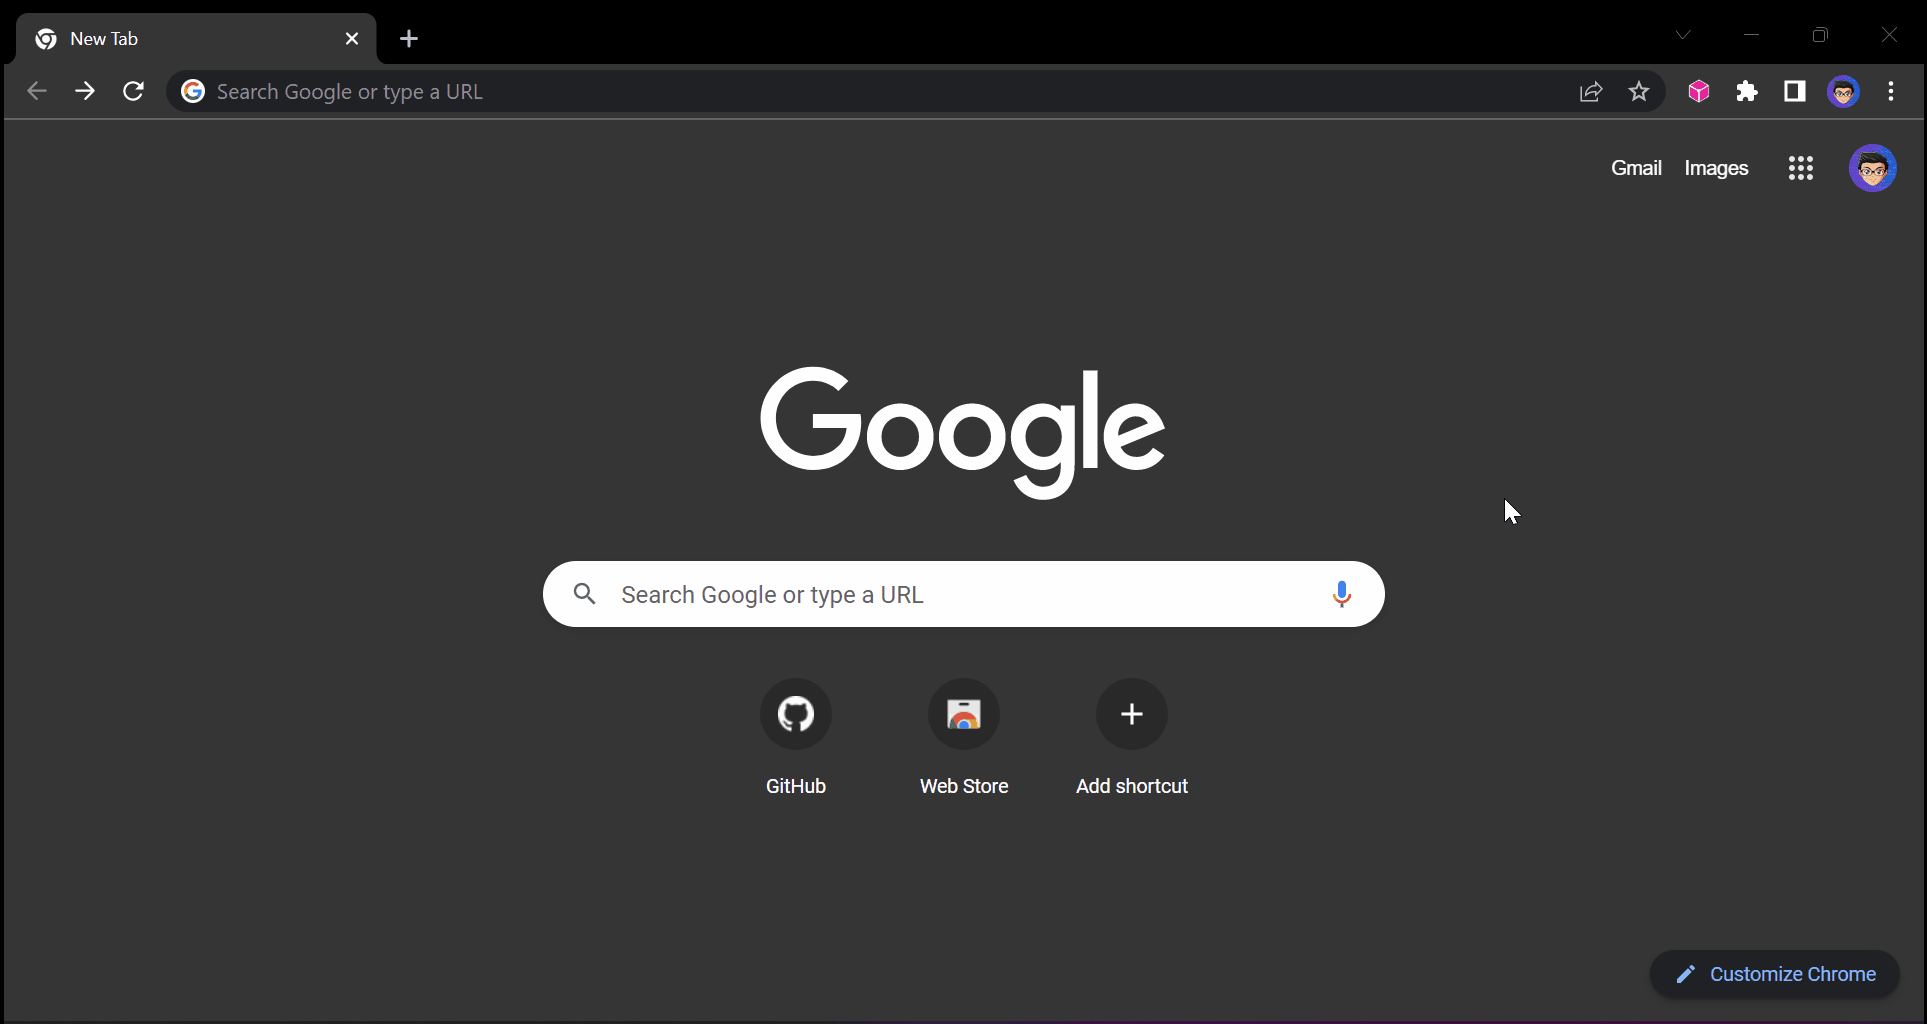 New Tab
Search Google or type a URL
Gmail Images
Google
Search Google or type a URL
GitHub Web Store Add shortcut
Customize Chrome